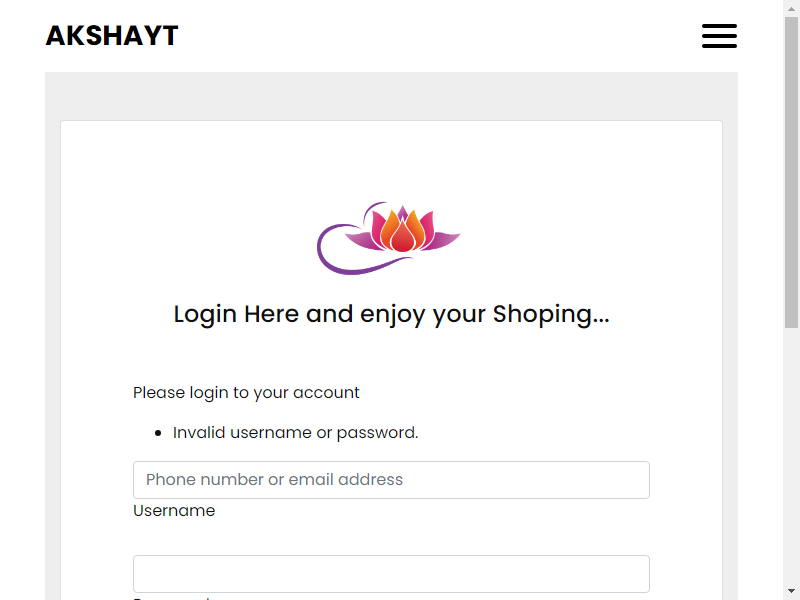 AKSHAYT
Login Here and enjoy your Shoping...
Please login to your account
Invalid username or password.
Phone number or email address
Username